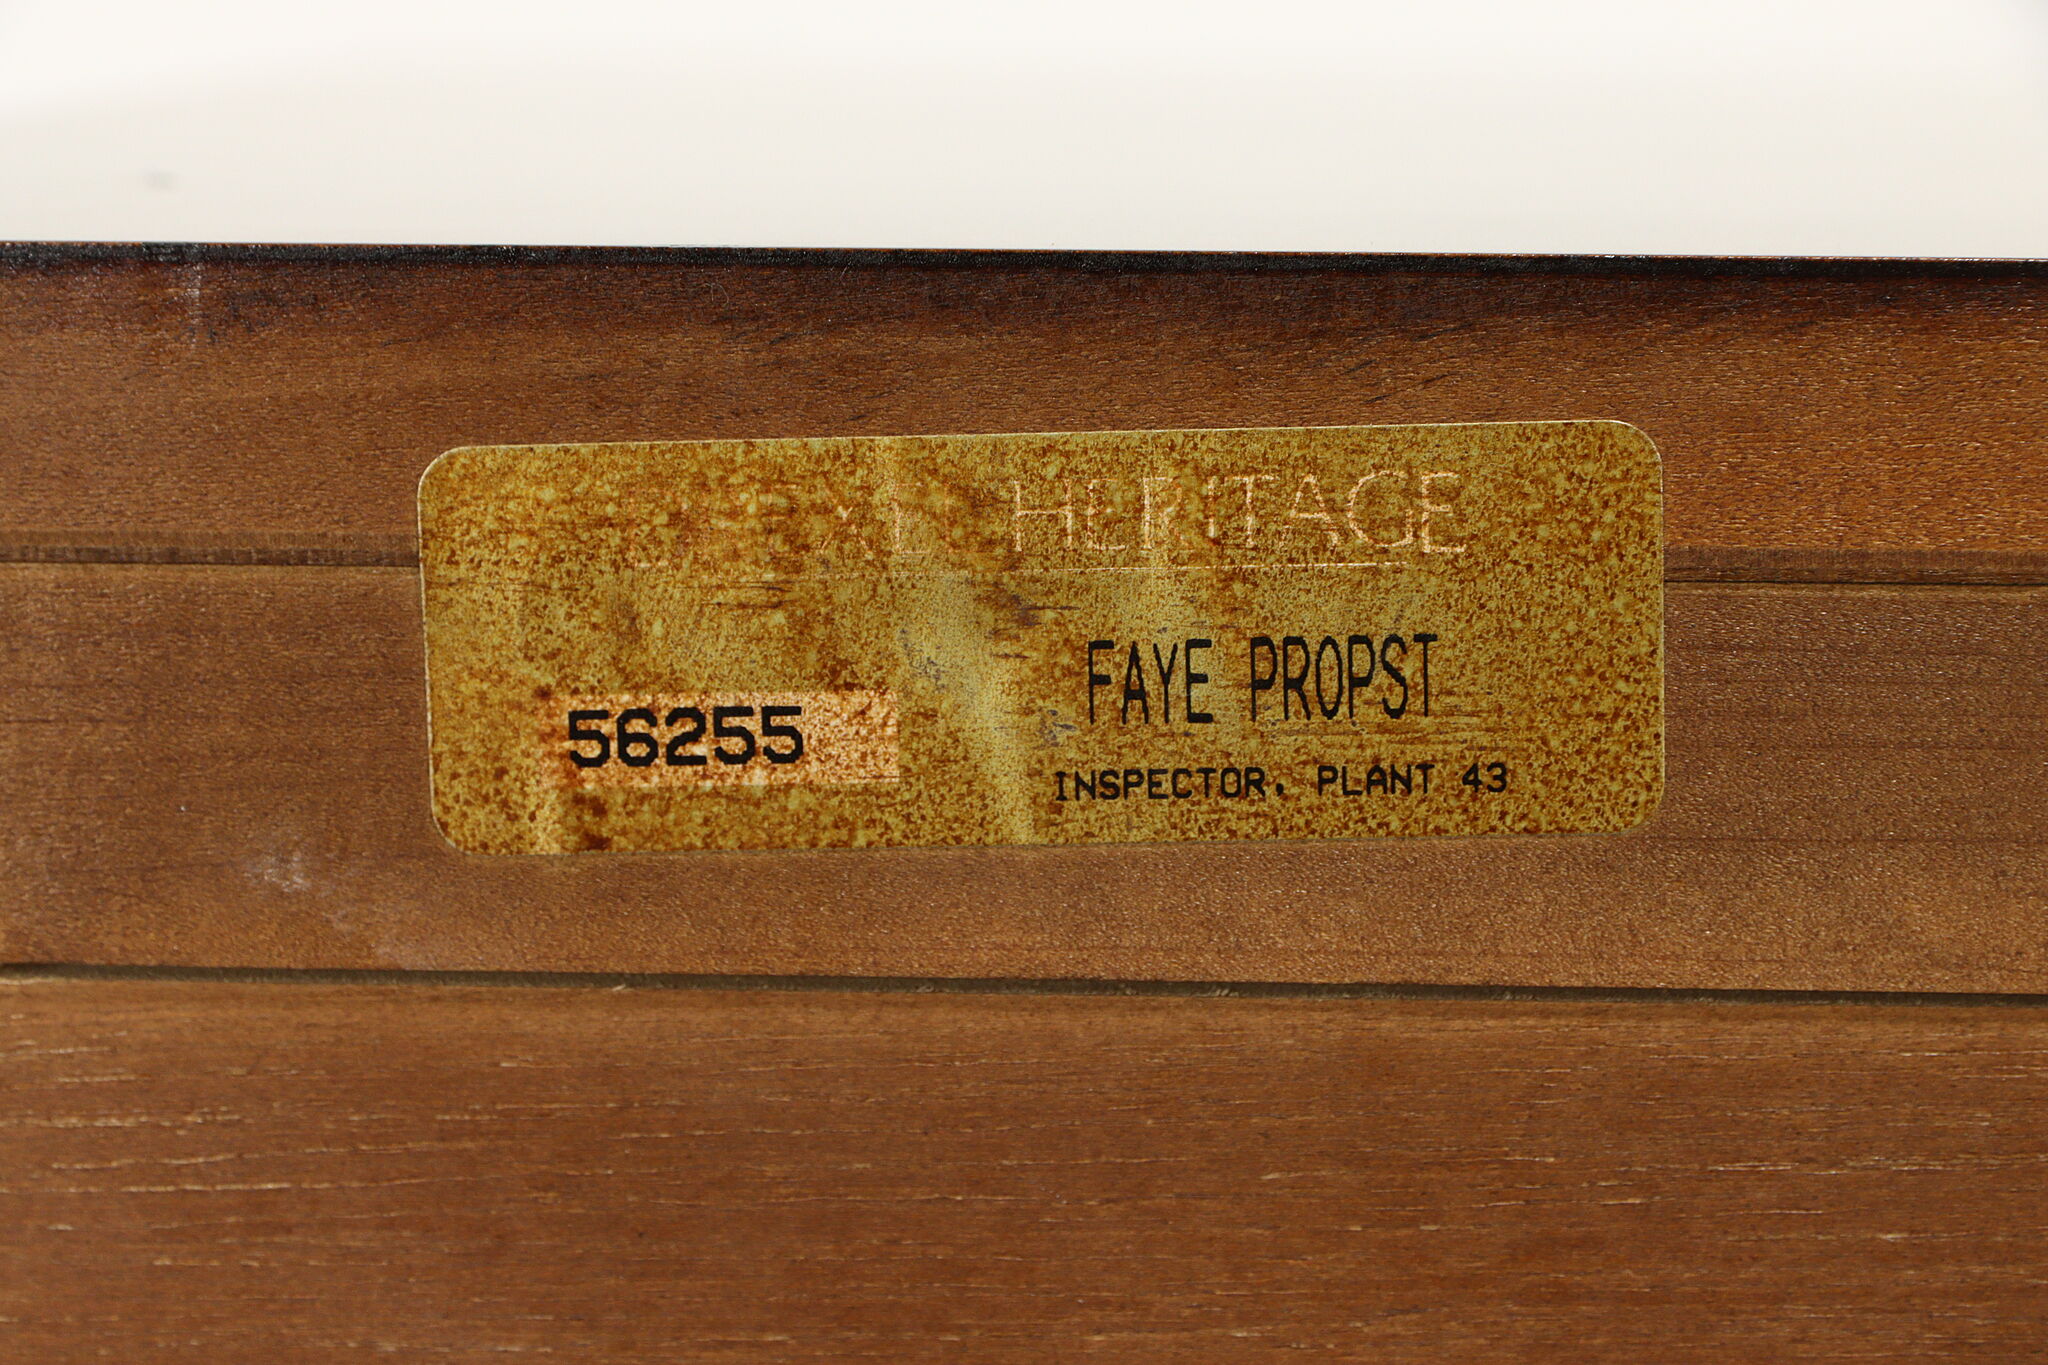 HERITAGE
56255
FAYE PROPST
INSPECTOR, PLANT 43